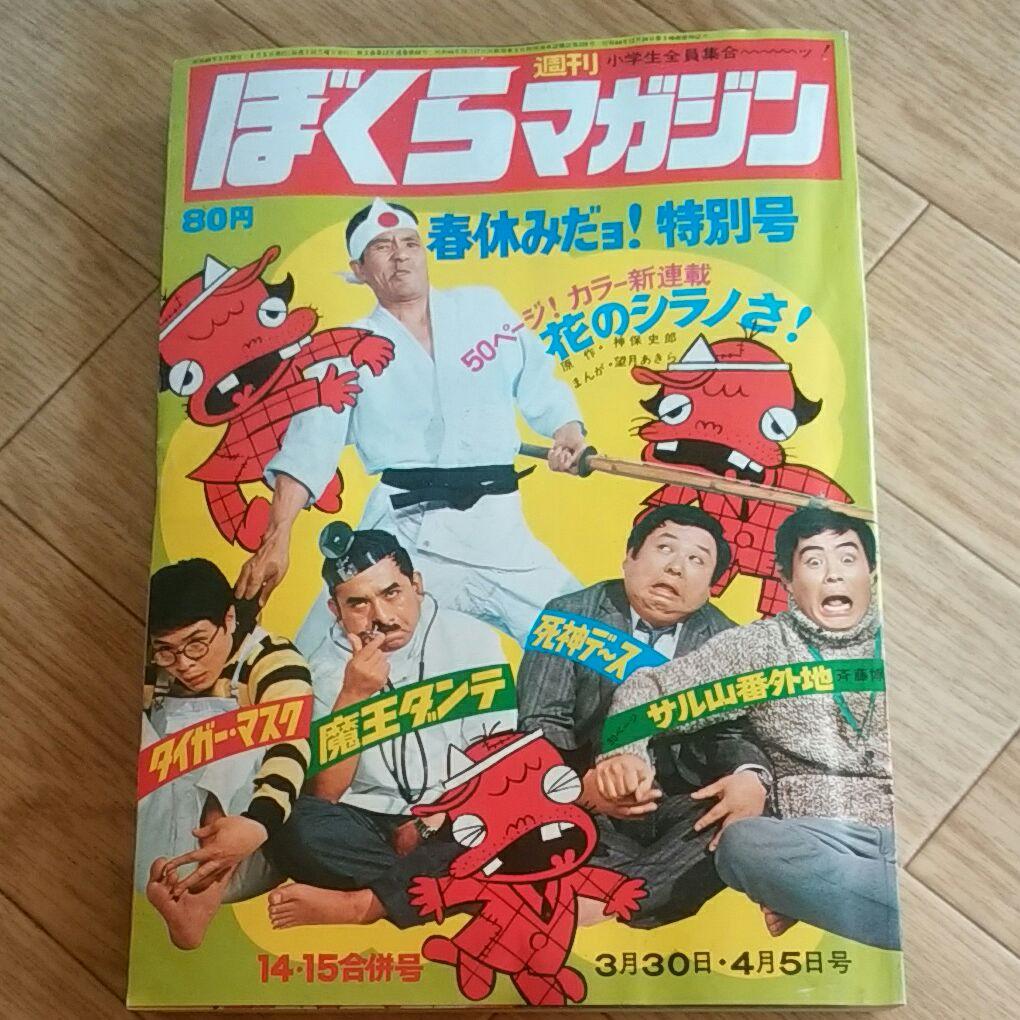 小学生全員集合〜〜〜〜〜ッ!
週刊
ぼくらマガジン
80円
春休みだョ! 特別号
50ページ! カラー新連載
花のシラノさ!
原作・神保史郎
まんが・望月あきら
死神デ〜ス
サル山番外地
タイガー・マスク
魔王ダンテ
14・15合併号
3月30日・4月5日号